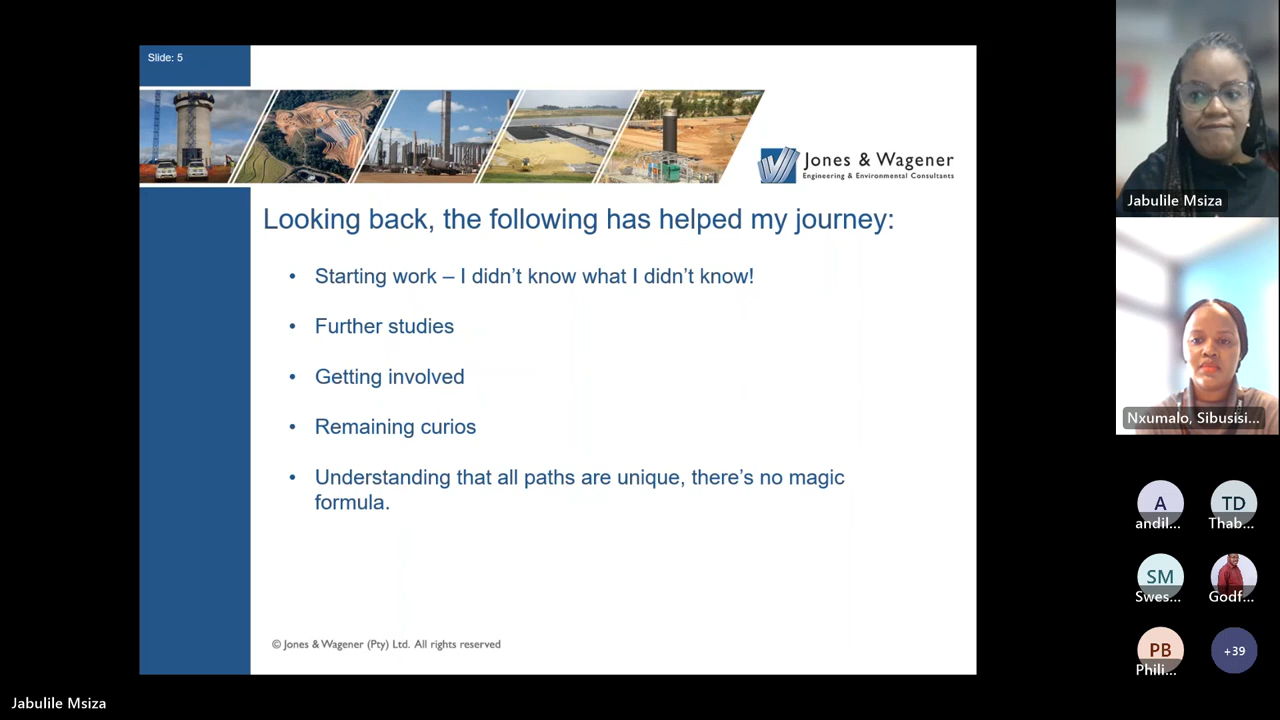 Slide: 5
Jones & Wagener
Engineering & Environmental Consultants
Looking back, the following has helped my journey:
• Starting work – I didn't know what I didn't know!
• Further studies
• Getting involved
• Remaining curios
• Understanding that all paths are unique, there's no magic
formula.
© Jones & Wagener (Pty) Ltd. All rights reserved
Jabulile Msiza
Nxumalo, Sibusisi...
A
andil...
TD
Thab...
SM
Swes...
Godf...
PB
Phili...
+39
Jabulile Msiza